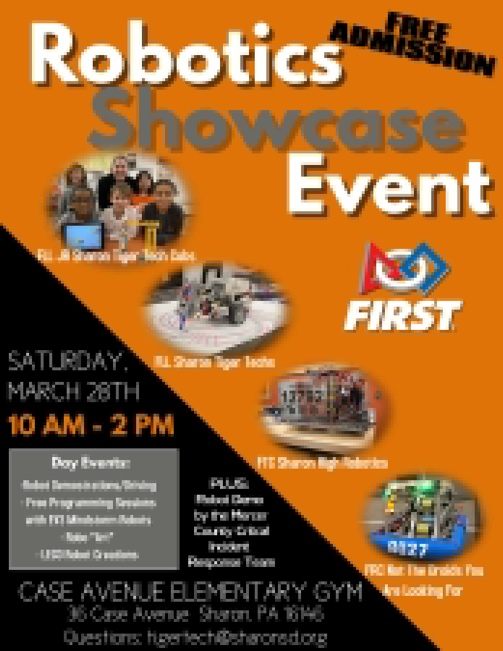 FREE
ADMISSION
Robotics
Showcase
Event
FLL JR Sharon Tiger Tech Cubs
FIRST
FLL Sharon Tiger Techs
SATURDAY,
MARCH 28TH
10 AM - 2 PM
FTC Sharon High Robotics
Day Events:
-Robot Demonstrations/Driving
- Free Programming Sessions
with EV3 Mindstorm Robots
- Robo "Art"
- LEGO Robot Creations
PLUS:
Robot Demo
by the Mercer
County Critical
Incident
Response Team
FRC Not The Droids You
Are Looking For
CASE AVENUE ELEMENTARY GYM
36 Case Avenue Sharon, PA 16146
Questions: tigertech@sharonsd.org